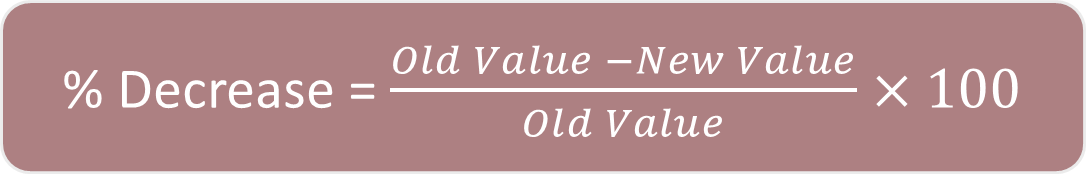 % Decrease = Old Value −New Value / Old Value × 100